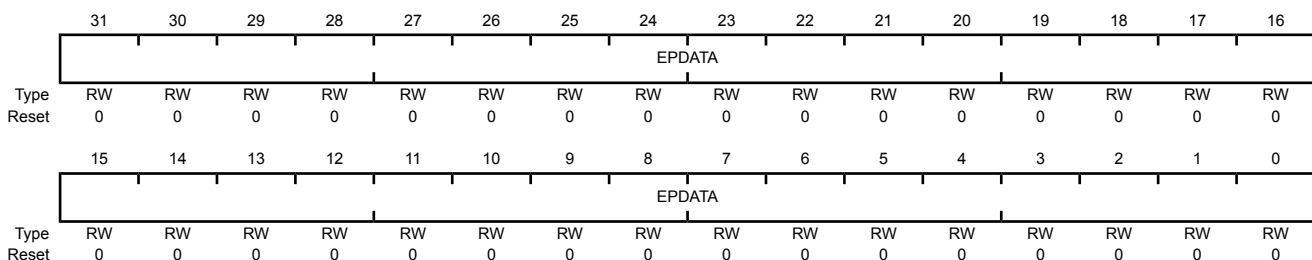 31 30 29 28 27 26 25 24 23 22 21 20 19 18 17 16
EPDATA
Type RW RW RW RW RW RW RW RW RW RW RW RW RW RW RW RW
Reset 0 0 0 0 0 0 0 0 0 0 0 0 0 0 0 0
15 14 13 12 11 10 9 8 7 6 5 4 3 2 1 0
EPDATA
Type RW RW RW RW RW RW RW RW RW RW RW RW RW RW RW RW
Reset 0 0 0 0 0 0 0 0 0 0 0 0 0 0 0 0